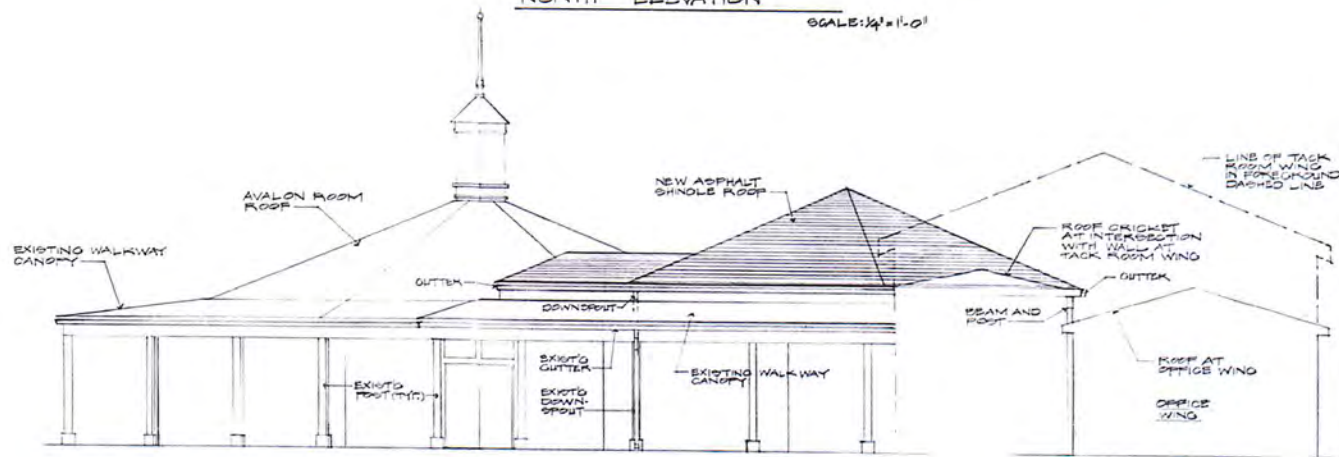 NORTH ELEVATION
SCALE: 1/4" = 1'-0"
AVALON ROOM
ROOF
EXISTING WALKWAY
CANOPY
NEW ASPHALT
SHINGLE ROOF
LINE OF TACK
ROOM WING
IN FOREGROUND
DASHED LINE
ROOF CRICKET
AT INTERSECTION
WITH WALL AT
TACK ROOM WING
GUTTER
GUTTER
DOWNSPOUT
BEAM AND
POST
EXIST'G
POST (TYP.)
EXIST'G
GUTTER
EXIST'G
DOWN-
SPOUT
EXISTING WALKWAY
CANOPY
ROOF AT
OFFICE WING
OFFICE
WING